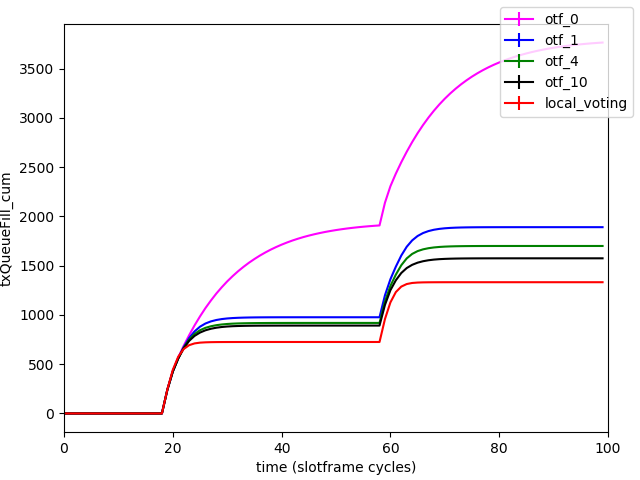 otf_0
otf_1
otf_4
otf_10
local_voting
txQueueFill_cum
3500
3000
2500
2000
1500
1000
500
0
0 20 40 60 80 100
time (slotframe cycles)